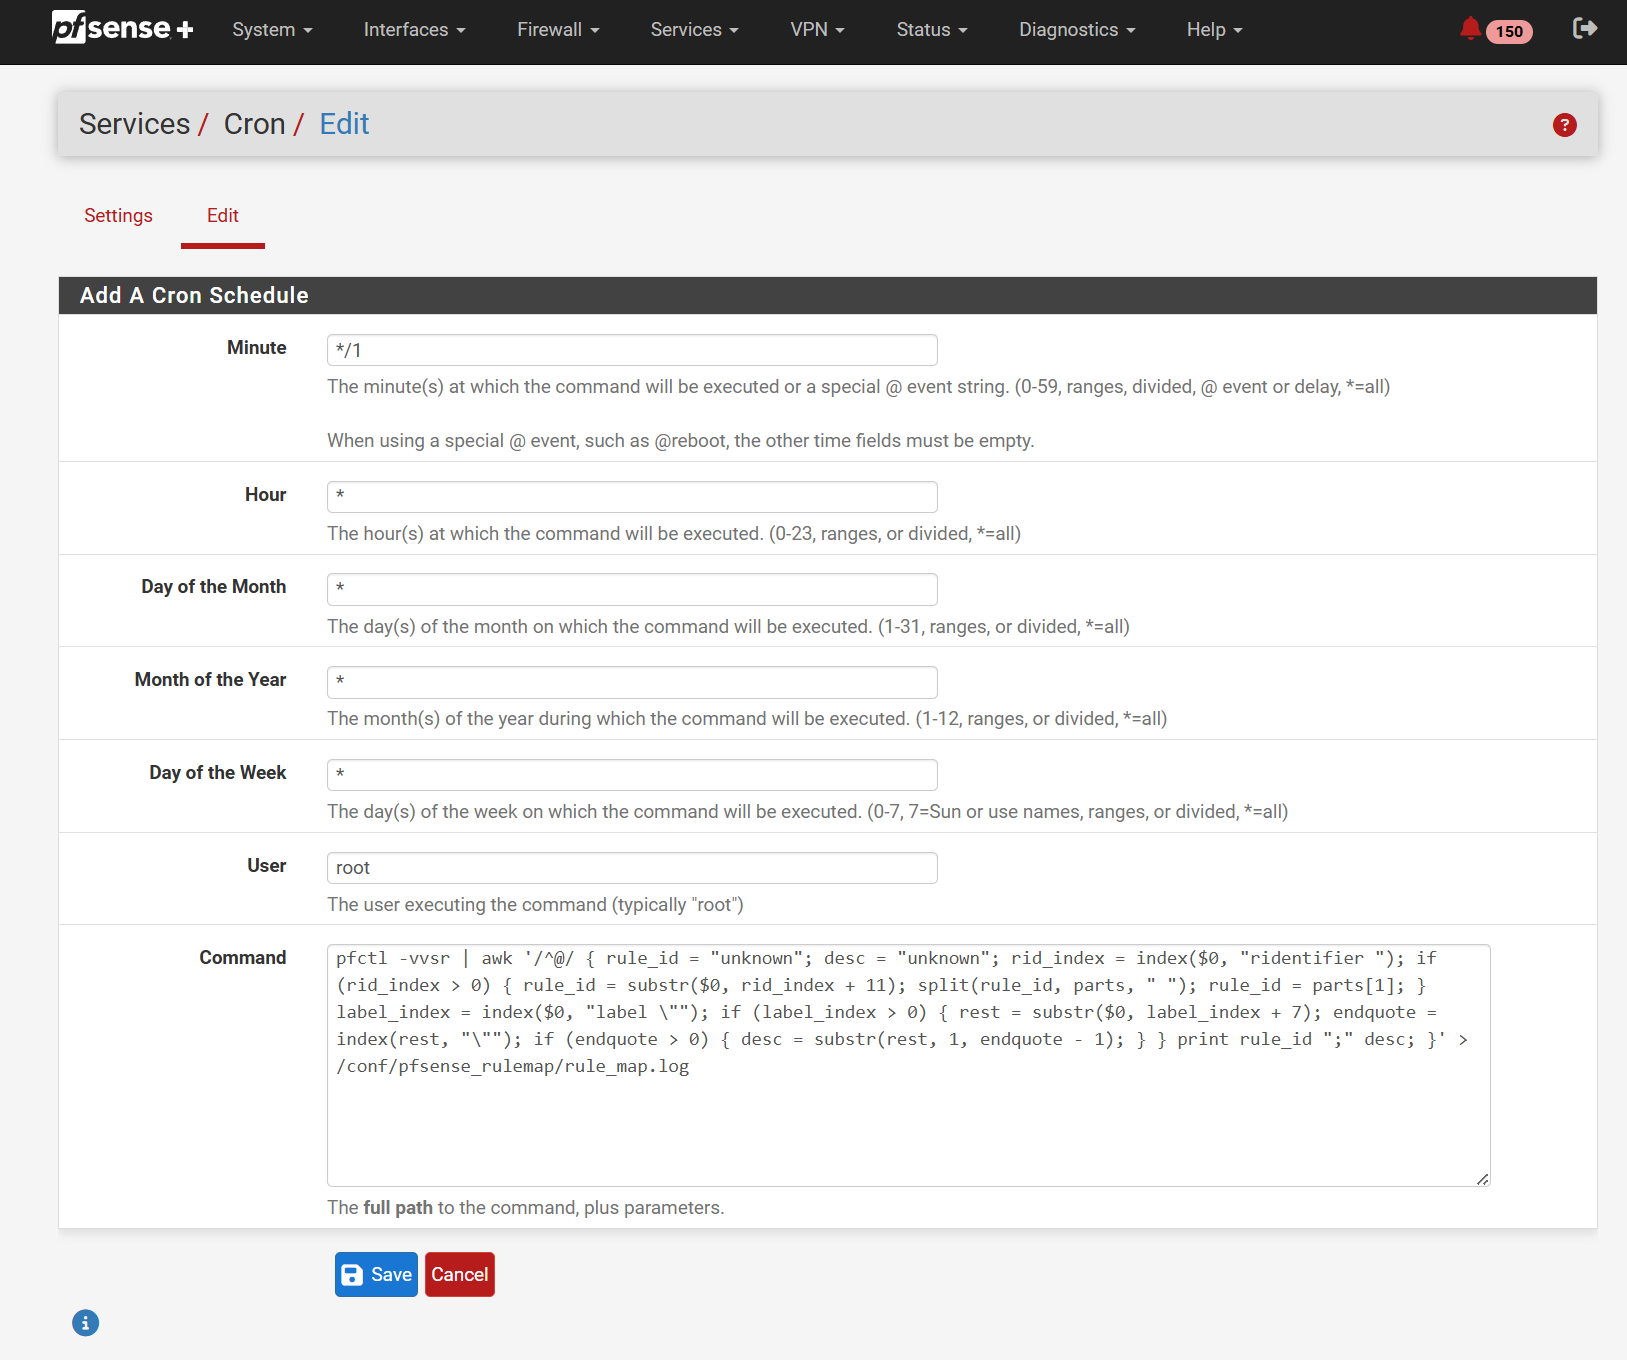 pfsense+ System Interfaces Firewall Services VPN Status Diagnostics Help 150
Services / Cron / Edit ?
Settings Edit
Add A Cron Schedule
Minute */1
The minute(s) at which the command will be executed or a special @ event string. (0-59, ranges, divided, @ event or delay, *=all)
When using a special @ event, such as @reboot, the other time fields must be empty.
Hour *
The hour(s) at which the command will be executed. (0-23, ranges, or divided, *=all)
Day of the Month *
The day(s) of the month on which the command will be executed. (1-31, ranges, or divided, *=all)
Month of the Year *
The month(s) of the year during which the command will be executed. (1-12, ranges, or divided, *=all)
Day of the Week *
The day(s) of the week on which the command will be executed. (0-7, 7=Sun or use names, ranges, or divided, *=all)
User root
The user executing the command (typically "root")
Command pfctl -vvsr | awk '/^@/ { rule_id = "unknown"; desc = "unknown"; rid_index = index($0, "ridentifier "); if
(rid_index > 0) { rule_id = substr($0, rid_index + 11); split(rule_id, parts, " "); rule_id = parts[1]; }
label_index = index($0, "label \""); if (label_index > 0) { rest = substr($0, label_index + 7); endquote =
index(rest, "\""); if (endquote > 0) { desc = substr(rest, 1, endquote - 1); } } print rule_id ";" desc; }' >
/conf/pfsense_rulemap/rule_map.log
The full path to the command, plus parameters.
Save Cancel
i